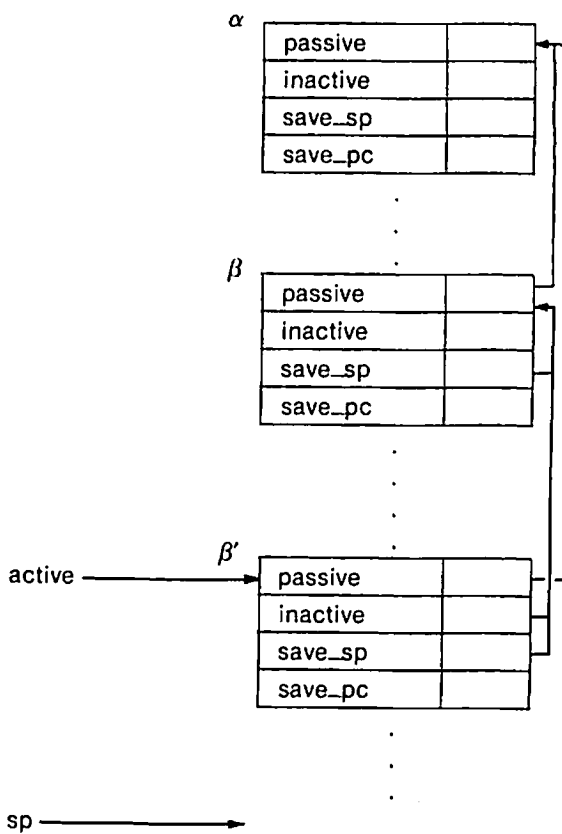 α
passive
inactive
save_sp
save_pc
β
passive
inactive
save_sp
save_pc
β'
active
passive
inactive
save_sp
save_pc
sp